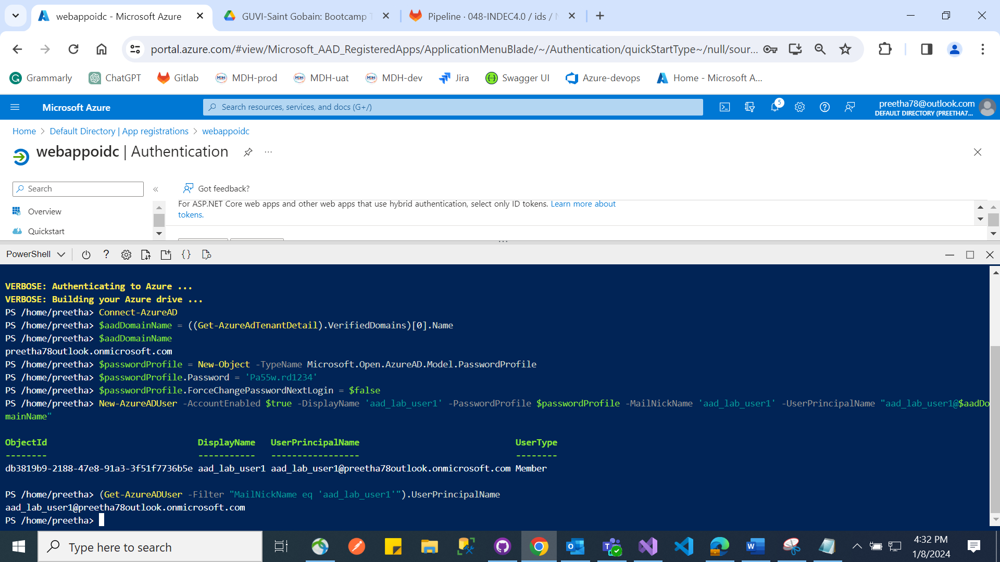 webappoidc - Microsoft Azure
GUVI-Saint Gobain: Bootcamp T
Pipeline · 048-INDEC4.0 / ids /
portal.azure.com/#view/Microsoft_AAD_RegisteredApps/ApplicationMenuBlade/~/Authentication/quickStartType~/null/sour...
Grammarly ChatGPT Gitlab MDH-prod MDH-uat MDH-dev Jira Swagger UI Azure-devops Home - Microsoft A...
Microsoft Azure
Search resources, services, and docs (G+/)
5
preetha78@outlook.com
DEFAULT DIRECTORY (PREETHA7...
Home > Default Directory | App registrations > webappoidc
webappoidc | Authentication
Search
Got feedback?
For ASP.NET Core web apps and other web apps that use hybrid authentication, select only ID tokens. Learn more about
tokens.
Overview
Quickstart
PowerShell
VERBOSE: Authenticating to Azure ...
VERBOSE: Building your Azure drive ...
PS /home/preetha> Connect-AzureAD
PS /home/preetha> $aadDomainName = ((Get-AzureAdTenantDetail).VerifiedDomains)[0].Name
PS /home/preetha> $aadDomainName
preetha78outlook.onmicrosoft.com
PS /home/preetha> $passwordProfile = New-Object -TypeName Microsoft.Open.AzureAD.Model.PasswordProfile
PS /home/preetha> $passwordProfile.Password = 'Pa55w.rd1234'
PS /home/preetha> $passwordProfile.ForceChangePasswordNextLogin = $false
PS /home/preetha> New-AzureADUser -AccountEnabled $true -DisplayName 'aad_lab_user1' -PasswordProfile $passwordProfile -MailNickName 'aad_lab_user1' -UserPrincipalName "aad_lab_user1@$aadDo
mainName"
ObjectId DisplayName UserPrincipalName UserType
-------- ----------- ----------------- --------
db3819b9-2188-47e8-91a3-3f51f7736b5e aad_lab_user1 aad_lab_user1@preetha78outlook.onmicrosoft.com Member
PS /home/preetha> (Get-AzureADUser -Filter "MailNickName eq 'aad_lab_user1'").UserPrincipalName
aad_lab_user1@preetha78outlook.onmicrosoft.com
PS /home/preetha>
Type here to search
4:32 PM
1/8/2024